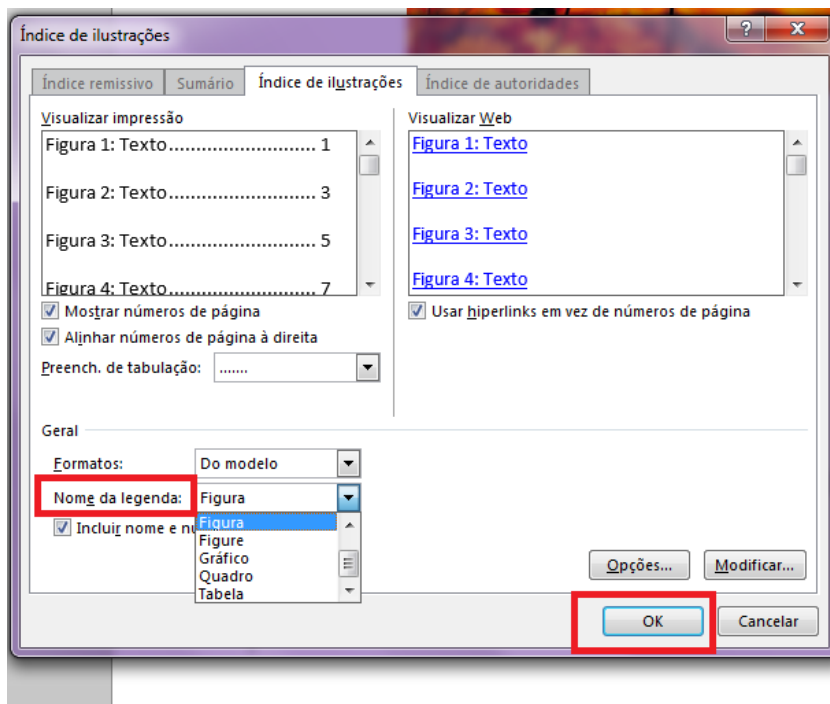 Índice de ilustrações
Índice remissivo Sumário Índice de ilustrações Índice de autoridades
Visualizar impressão
Figura 1: Texto............................ 1
Figura 2: Texto............................ 3
Figura 3: Texto............................ 5
Figura 4: Texto............................ 7
Mostrar números de página
Alinhar números de página à direita
Preench. de tabulação: .......
Visualizar Web
Figura 1: Texto
Figura 2: Texto
Figura 3: Texto
Figura 4: Texto
Usar hiperlinks em vez de números de página
Geral
Formatos: Do modelo
Nome da legenda: Figura
Incluir nome e
Figura
Figure
Gráfico
Quadro
Tabela
Opções... Modificar...
OK Cancelar